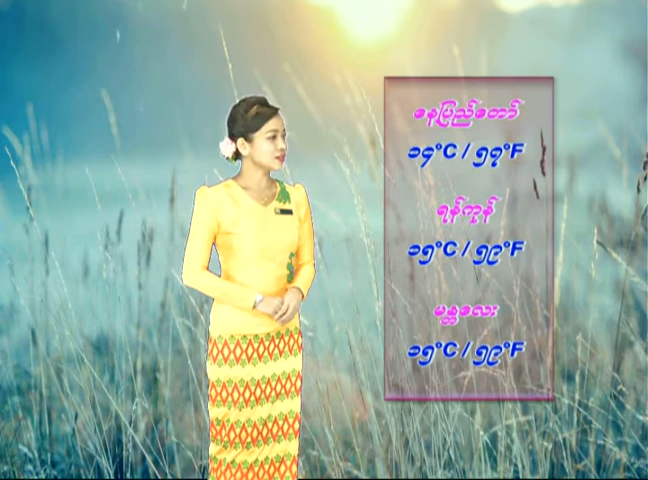 နေပြည်တော်
၁၄°C / ၅၇°F
ရန်ကုန်
၁၅°C / ၅၉°F
မန္တလေး
၁၅°C / ၅၉°F